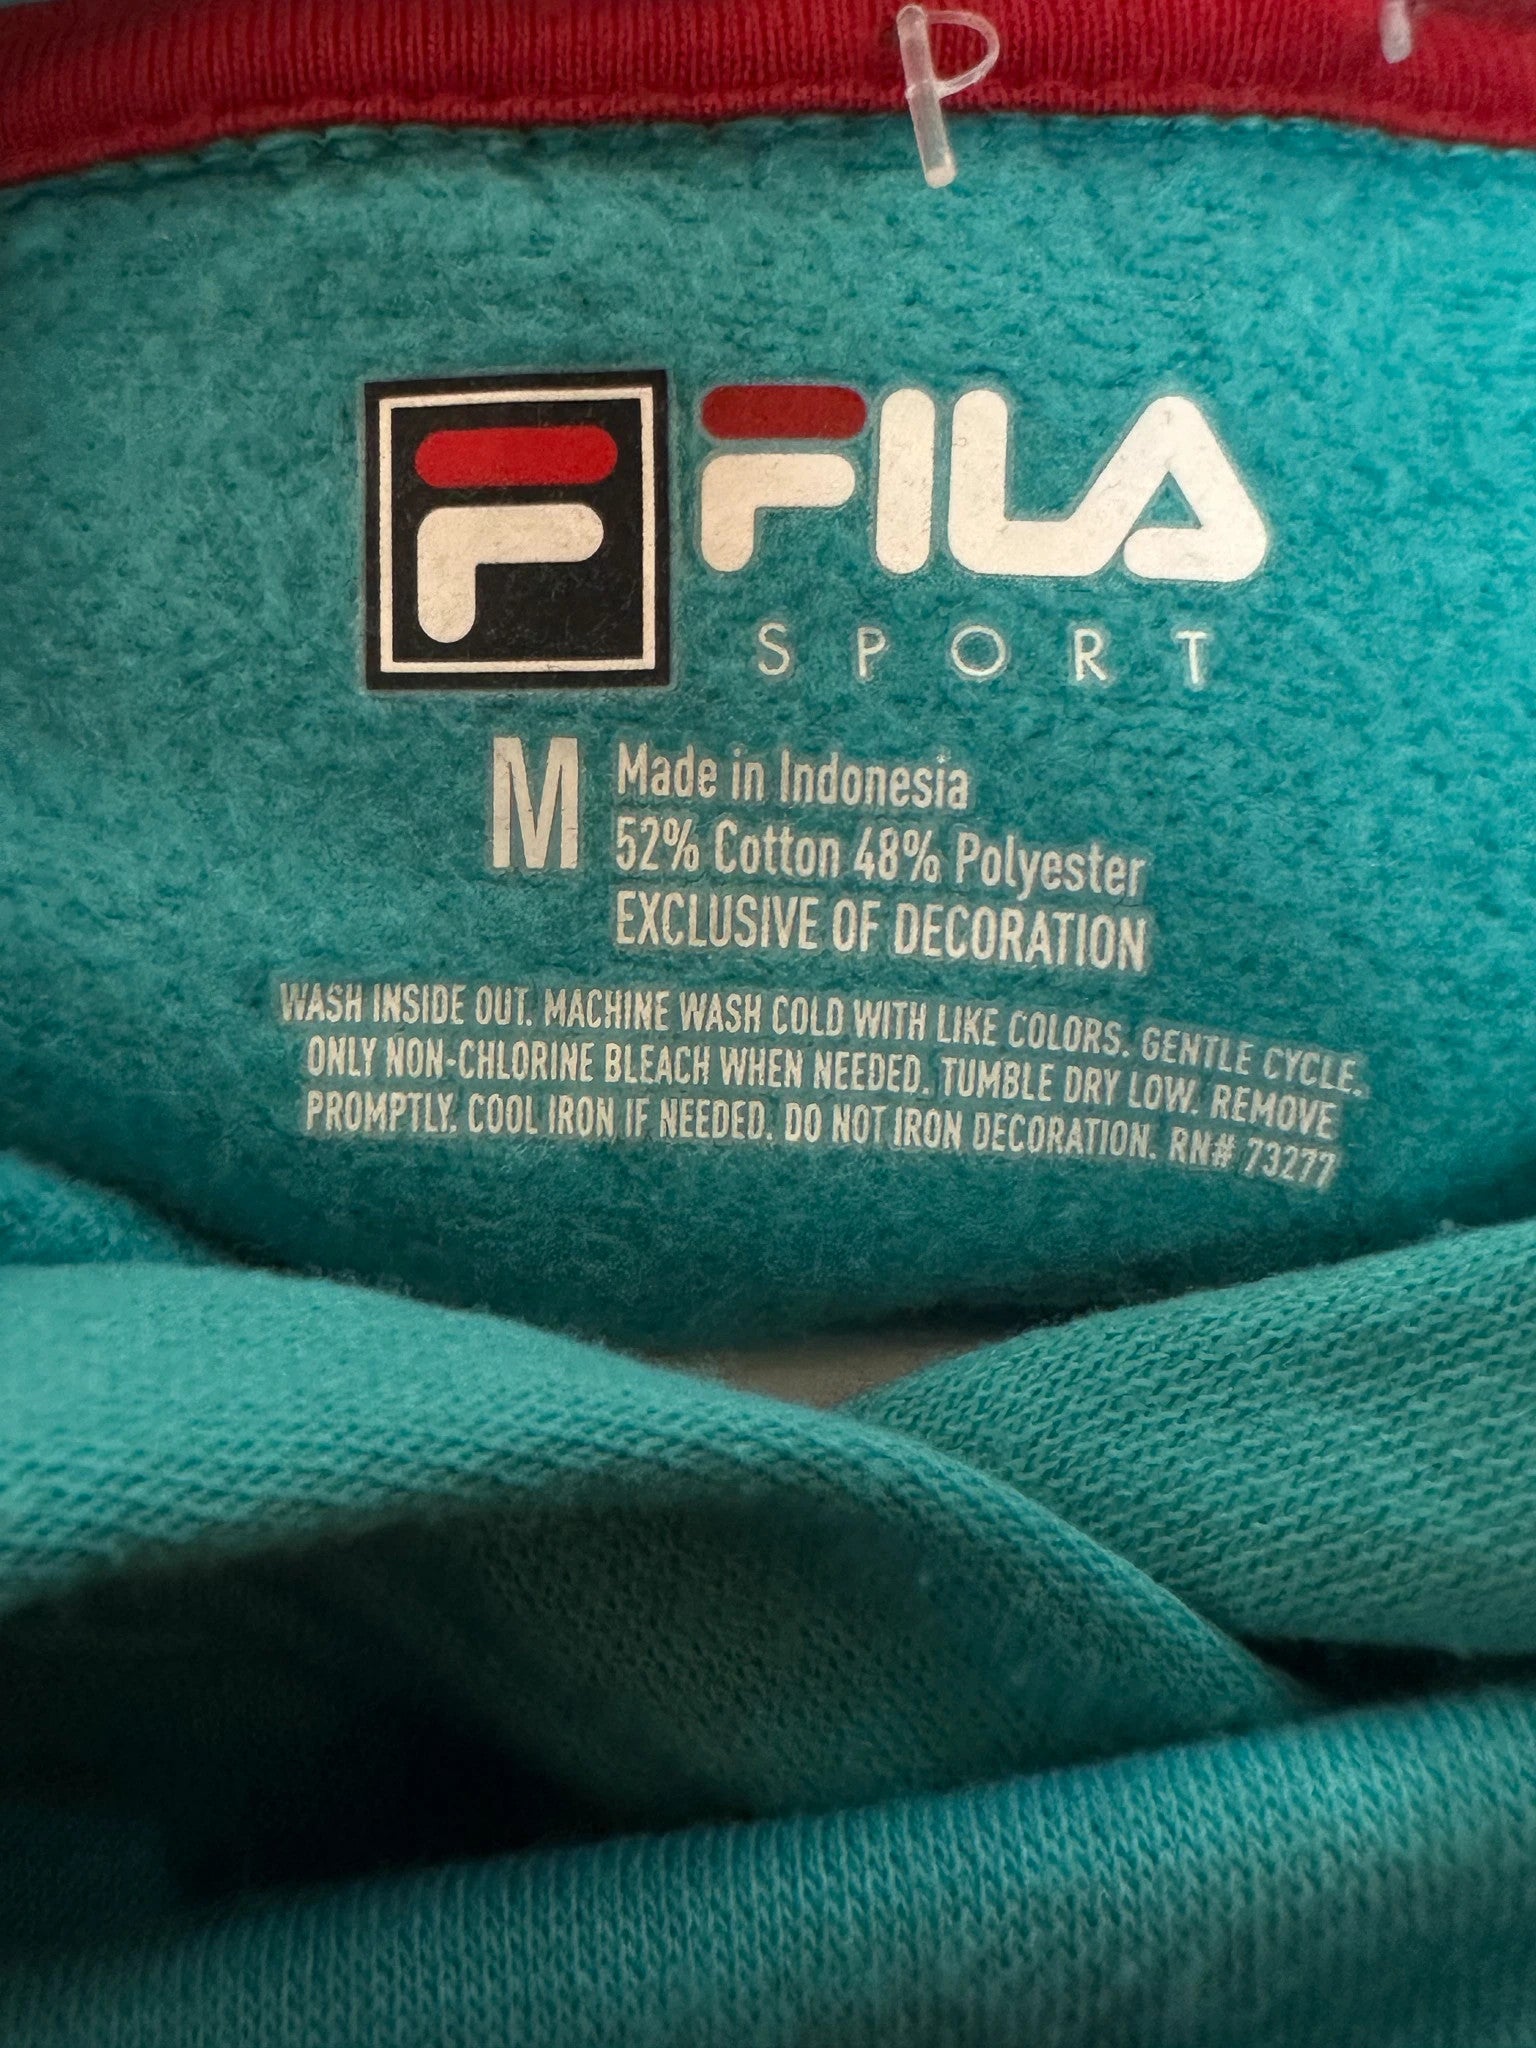 F FILA
SPORT
M Made in Indonesia
52% Cotton 48% Polyester
EXCLUSIVE OF DECORATION
WASH INSIDE OUT. MACHINE WASH COLD WITH LIKE COLORS. GENTLE CYCLE.
ONLY NON-CHLORINE BLEACH WHEN NEEDED. TUMBLE DRY LOW. REMOVE
PROMPTLY. COOL IRON IF NEEDED. DO NOT IRON DECORATION. RN# 73277